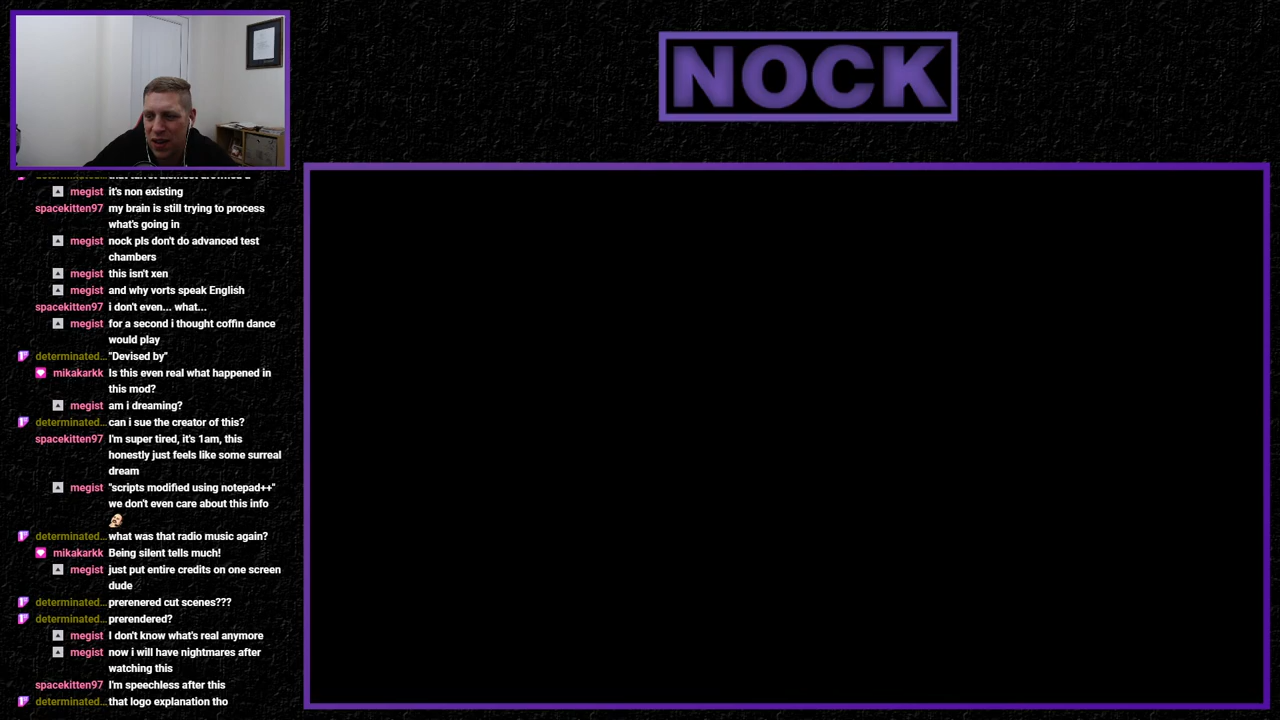 NOCK
megist it's non existing
spacekitten97 my brain is still trying to process
what's going in
megist nock pls don't do advanced test
chambers
megist this isn't xen
megist and why vorts speak English
spacekitten97 i don't even... what...
megist for a second i thought coffin dance
would play
determinated... "Devised by"
mikakarkk Is this even real what happened in
this mod?
megist am i dreaming?
determinated... can i sue the creator of this?
spacekitten97 I'm super tired, it's 1am, this
honestly just feels like some surreal
dream
megist "scripts modified using notepad++"
we don't even care about this info
determinated... what was that radio music again?
mikakarkk Being silent tells much!
megist just put entire credits on one screen
dude
determinated... prerenered cut scenes???
determinated... prerendered?
megist I don't know what's real anymore
megist now i will have nightmares after
watching this
spacekitten97 I'm speechless after this
determinated... that logo explanation tho